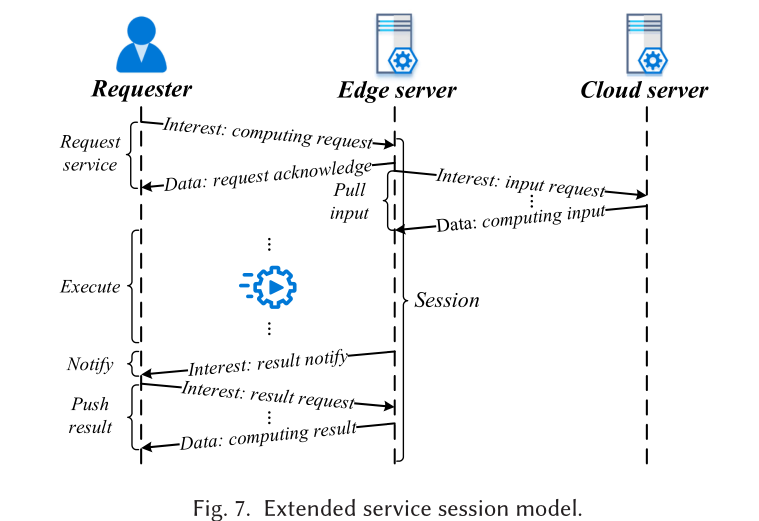 Requester
Edge server
Cloud server
Interest: computing request
Request
service
Data: request acknowledge
Interest: input request
Pull
input
Data: computing input
Execute
Session
Notify
Interest: result notify
Interest: result request
Push
result
Data: computing result
Fig. 7. Extended service session model.